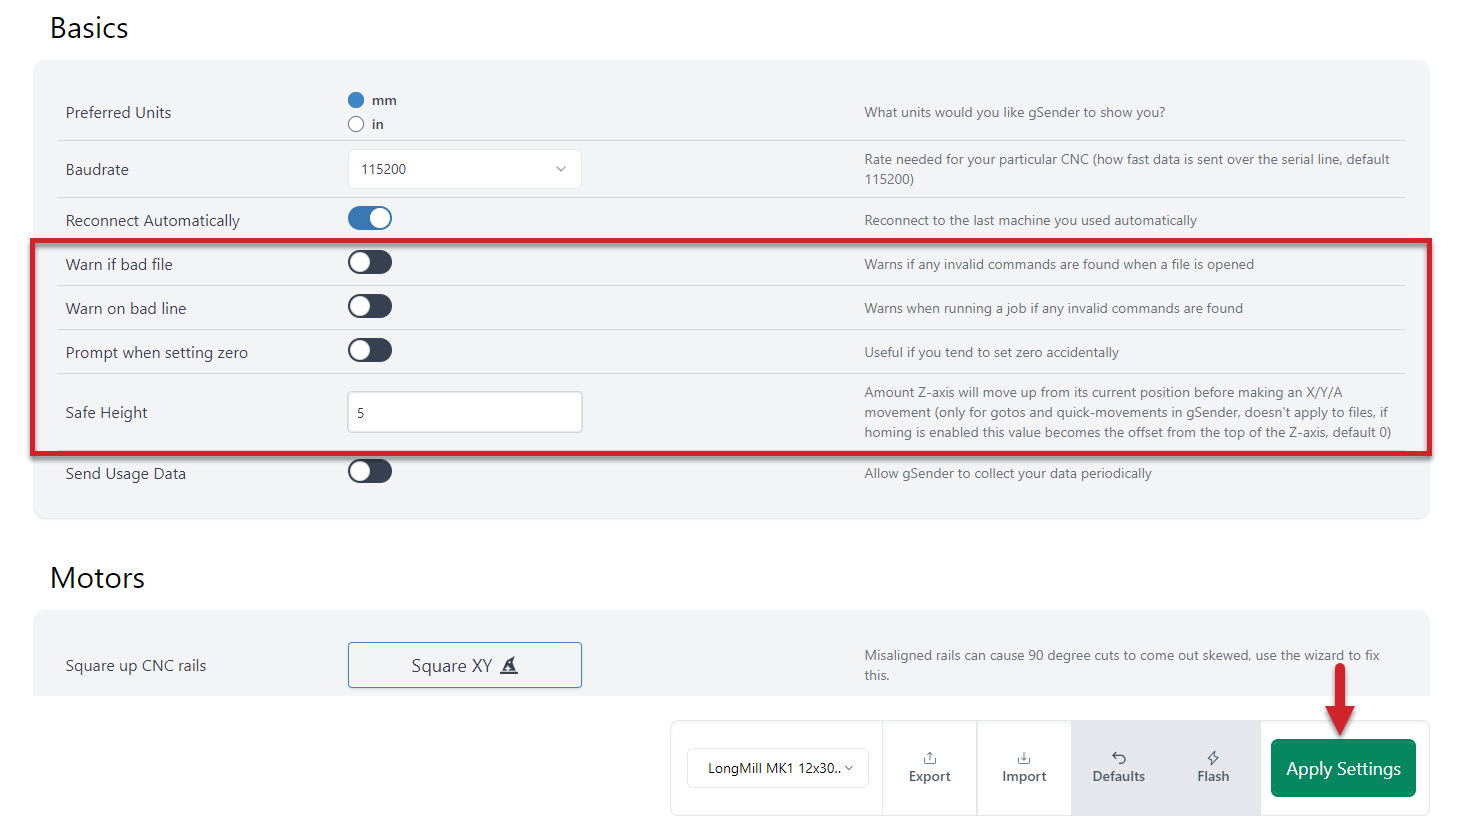 Basics
Preferred Units
mm
in
What units would you like gSender to show you?
Baudrate
115200
Rate needed for your particular CNC (how fast data is sent over the serial line, default
115200)
Reconnect Automatically
Reconnect to the last machine you used automatically
Warn if bad file
Warns if any invalid commands are found when a file is opened
Warn on bad line
Warns when running a job if any invalid commands are found
Prompt when setting zero
Useful if you tend to set zero accidentally
Safe Height
5
Amount Z-axis will move up from its current position before making an X/Y/A
movement (only for gotos and quick-movements in gSender, doesn't apply to files, if
homing is enabled this value becomes the offset from the top of the Z-axis, default 0)
Send Usage Data
Allow gSender to collect your data periodically
Motors
Square up CNC rails
Square XY
Misaligned rails can cause 90 degree cuts to come out skewed, use the wizard to fix
this.
LongMill MK1 12x30..
Export
Import
Defaults
Flash
Apply Settings